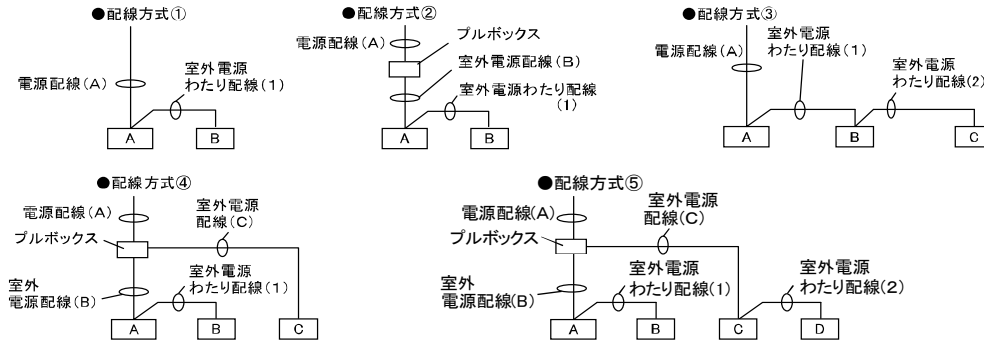 ●配線方式①
電源配線(A)
室外電源
わたり配線(1)
A
B
●配線方式②
電源配線(A)
プルボックス
室外電源配線(B)
室外電源わたり配線
(1)
A
B
●配線方式③
電源配線(A)
室外電源
わたり配線(1)
室外電源
わたり配線(2)
A
B
C
●配線方式④
電源配線(A)
室外電源
配線(C)
プルボックス
室外
電源配線(B)
室外電源
わたり配線(1)
A
B
C
●配線方式⑤
電源配線(A)
室外電源
配線(C)
プルボックス
室外
電源配線(B)
室外電源
わたり配線(1)
室外電源
わたり配線(2)
A
B
C
D